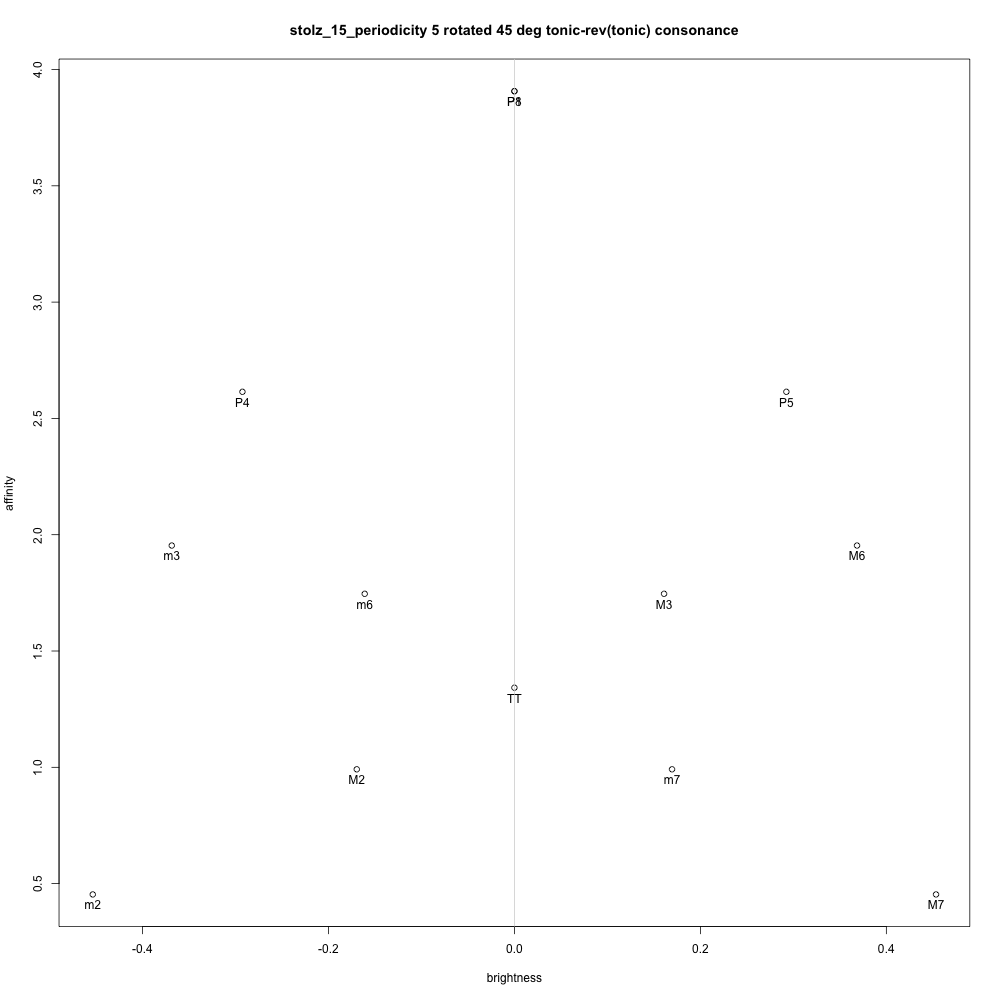 stolz_15_periodicity 5 rotated 45 deg tonic-rev(tonic) consonance
4.0
3.5
3.0
2.5
2.0
1.5
1.0
0.5
affinity
P4
P5
m3
M6
m6
M3
TT
M2
m7
m2
M7
-0.4 -0.2 0.0 0.2 0.4
brightness